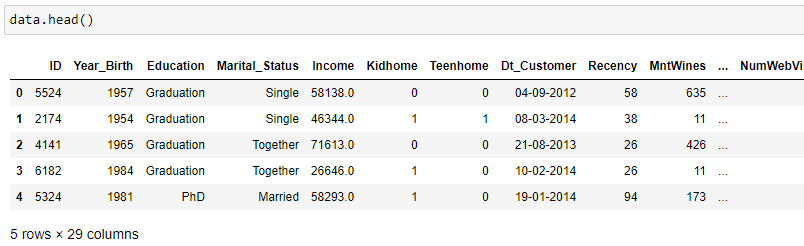 data.head()
ID Year_Birth Education Marital_Status Income Kidhome Teenhome Dt_Customer Recency MntWines ... NumWebVis
0 5524 1957 Graduation Single 58138.0 0 0 04-09-2012 58 635 ...
1 2174 1954 Graduation Single 46344.0 1 1 08-03-2014 38 11 ...
2 4141 1965 Graduation Together 71613.0 0 0 21-08-2013 26 426 ...
3 6182 1984 Graduation Together 26646.0 1 0 10-02-2014 26 11 ...
4 5324 1981 PhD Married 58293.0 1 0 19-01-2014 94 173 ...
5 rows × 29 columns